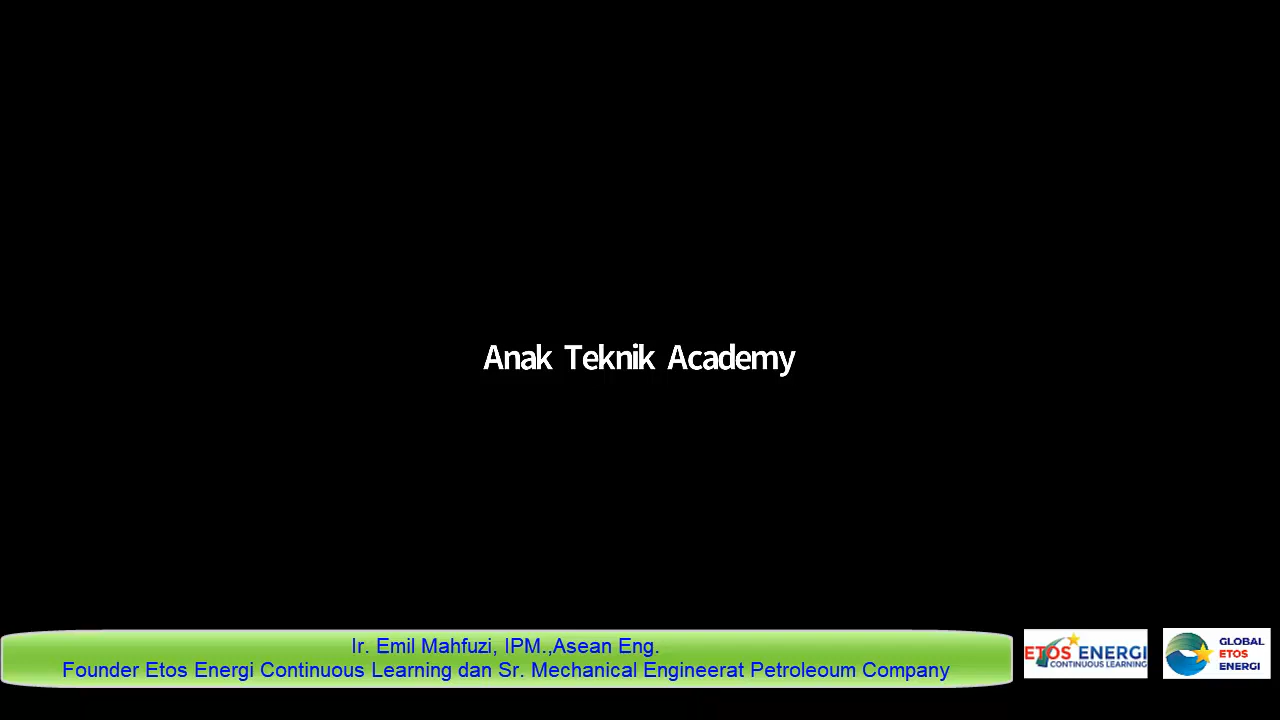 Anak Teknik Academy
Ir. Emil Mahfuzi, IPM.,Asean Eng.
Founder Etos Energi Continuous Learning dan Sr. Mechanical Engineerat Petroleoum Company
ETOS ENERGI
CONTINUOUS LEARNING
GLOBAL
ETOS
ENERGI